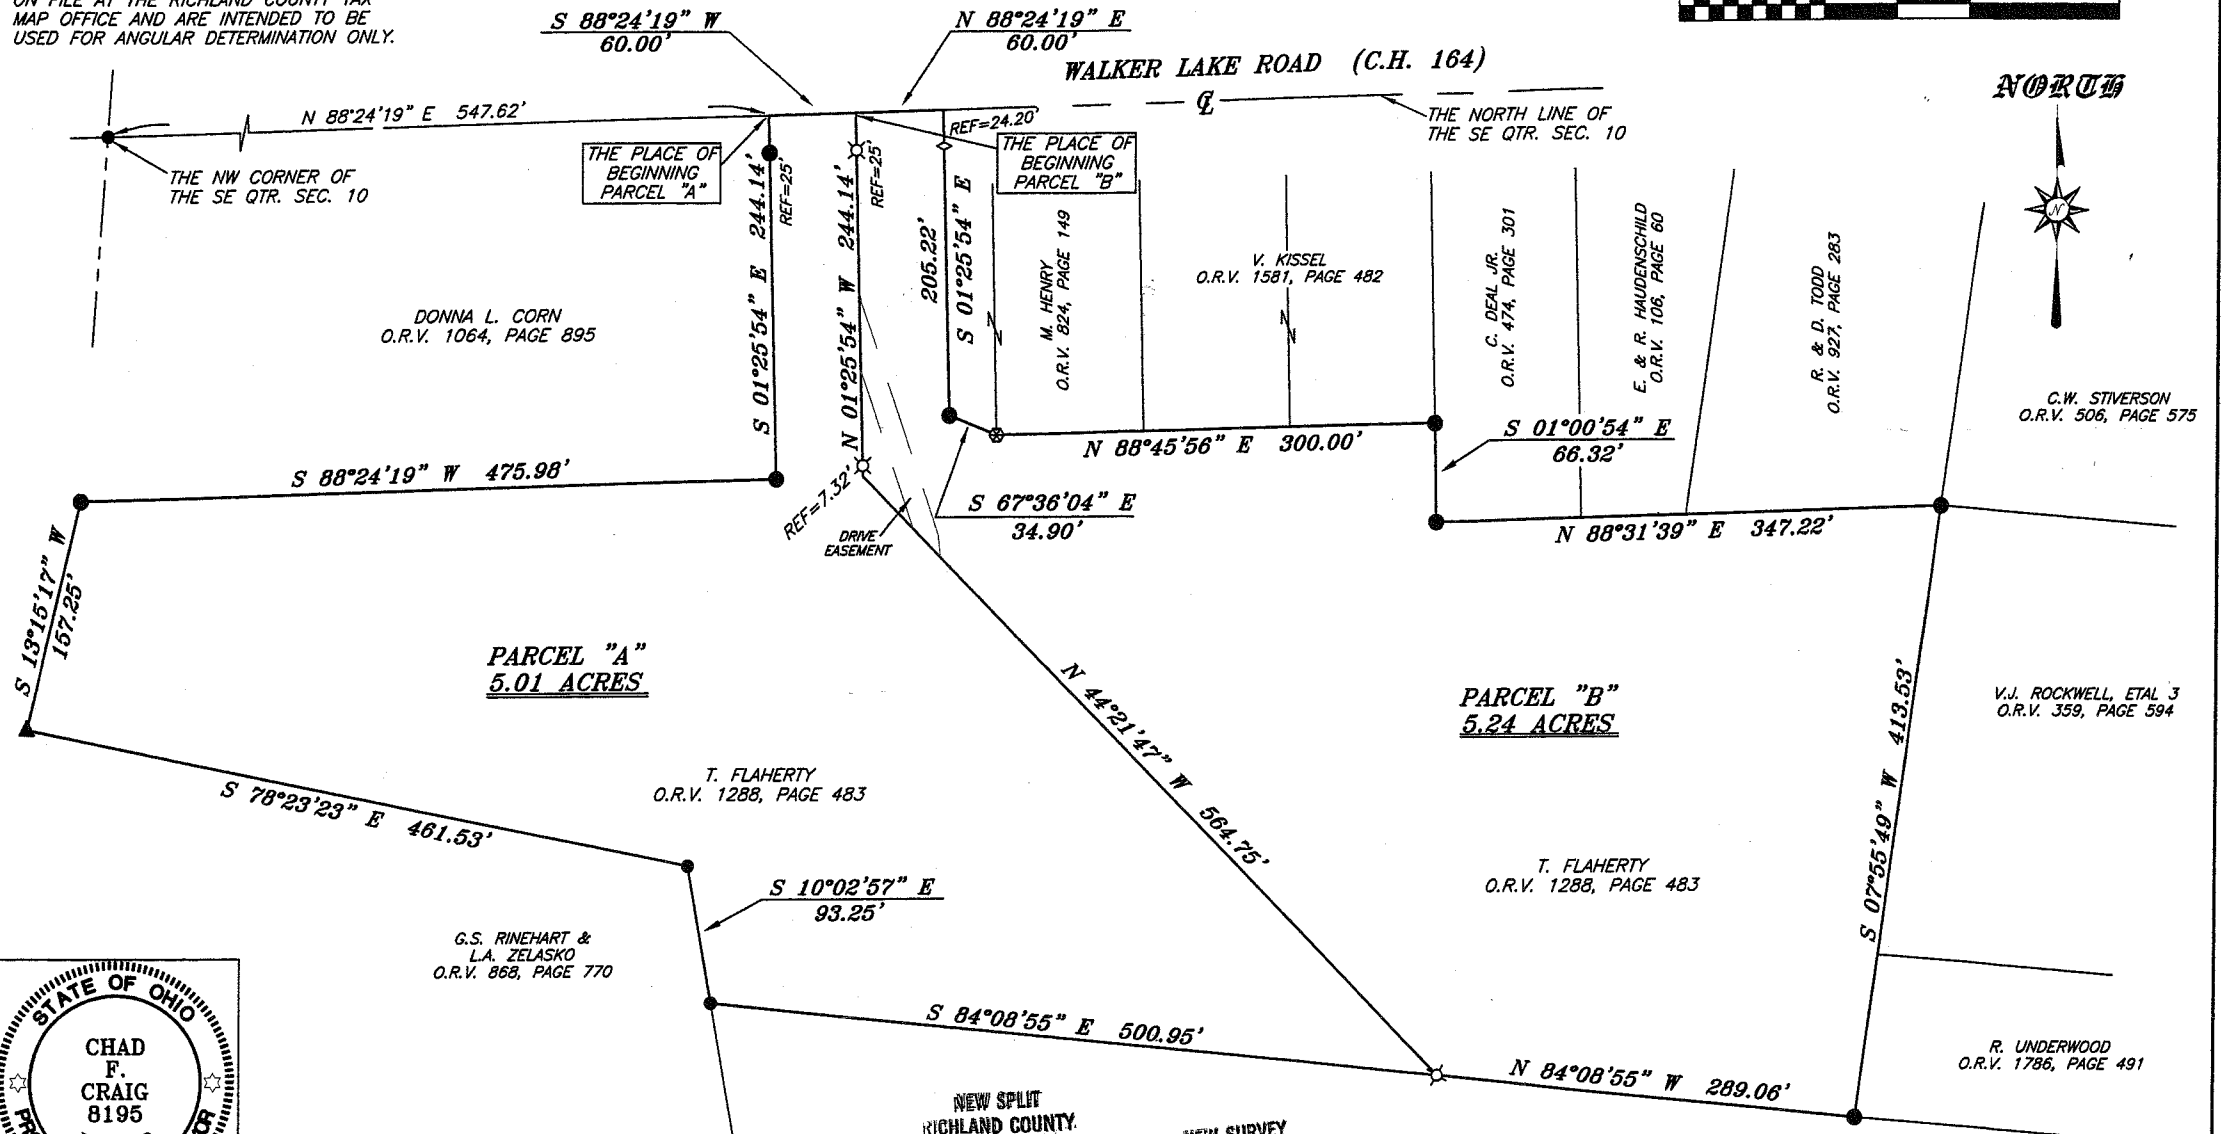 ON FILE AT THE RICHLAND COUNTY TAX
MAP OFFICE AND ARE INTENDED TO BE
USED FOR ANGULAR DETERMINATION ONLY.
S 88°24'19" W
60.00'
N 88°24'19" E
60.00'
WALKER LAKE ROAD (C.H. 164)
NORTH
N
N 88°24'19" E 547.62'
REF=24.20'
THE NORTH LINE OF
THE SE QTR. SEC. 10
THE NW CORNER OF
THE SE QTR. SEC. 10
THE PLACE OF
BEGINNING
PARCEL "A"
REF=25'
REF=25'
THE PLACE OF
BEGINNING
PARCEL "B"
S 01°25'54" E 244.14'
N 01°25'54" W 244.14'
205.22'
S 01°25'54" E
M. HENRY
O.R.V. 824, PAGE 149
V. KISSEL
O.R.V. 1581, PAGE 482
C. DEAL JR.
O.R.V. 474, PAGE 301
E. & R. HAUDENSCHILD
O.R.V. 106, PAGE 60
R. & D. TODD
O.R.V. 927, PAGE 283
C.W. STIVERSON
O.R.V. 506, PAGE 575
DONNA L. CORN
O.R.V. 1064, PAGE 895
S 88°24'19" W 475.98'
REF=7.32'
DRIVE
EASEMENT
S 67°36'04" E
34.90'
N 88°45'56" E 300.00'
S 01°00'54" E
66.32'
N 88°31'39" E 347.22'
S 13°15'17" W
157.25'
PARCEL "A"
5.01 ACRES
N 44°21'47" W 564.75'
PARCEL "B"
5.24 ACRES
S 07°55'49" W 413.53'
V.J. ROCKWELL, ETAL 3
O.R.V. 359, PAGE 594
S 78°23'23" E 461.53'
T. FLAHERTY
O.R.V. 1288, PAGE 483
T. FLAHERTY
O.R.V. 1288, PAGE 483
S 10°02'57" E
93.25'
G.S. RINEHART &
L.A. ZELASKO
O.R.V. 868, PAGE 770
S 84°08'55" E 500.95'
N 84°08'55" W 289.06'
R. UNDERWOOD
O.R.V. 1786, PAGE 491
STATE OF OHIO
CHAD
F.
CRAIG
8195
NEW SPLIT
RICHLAND COUNTY
NEW SURVEY